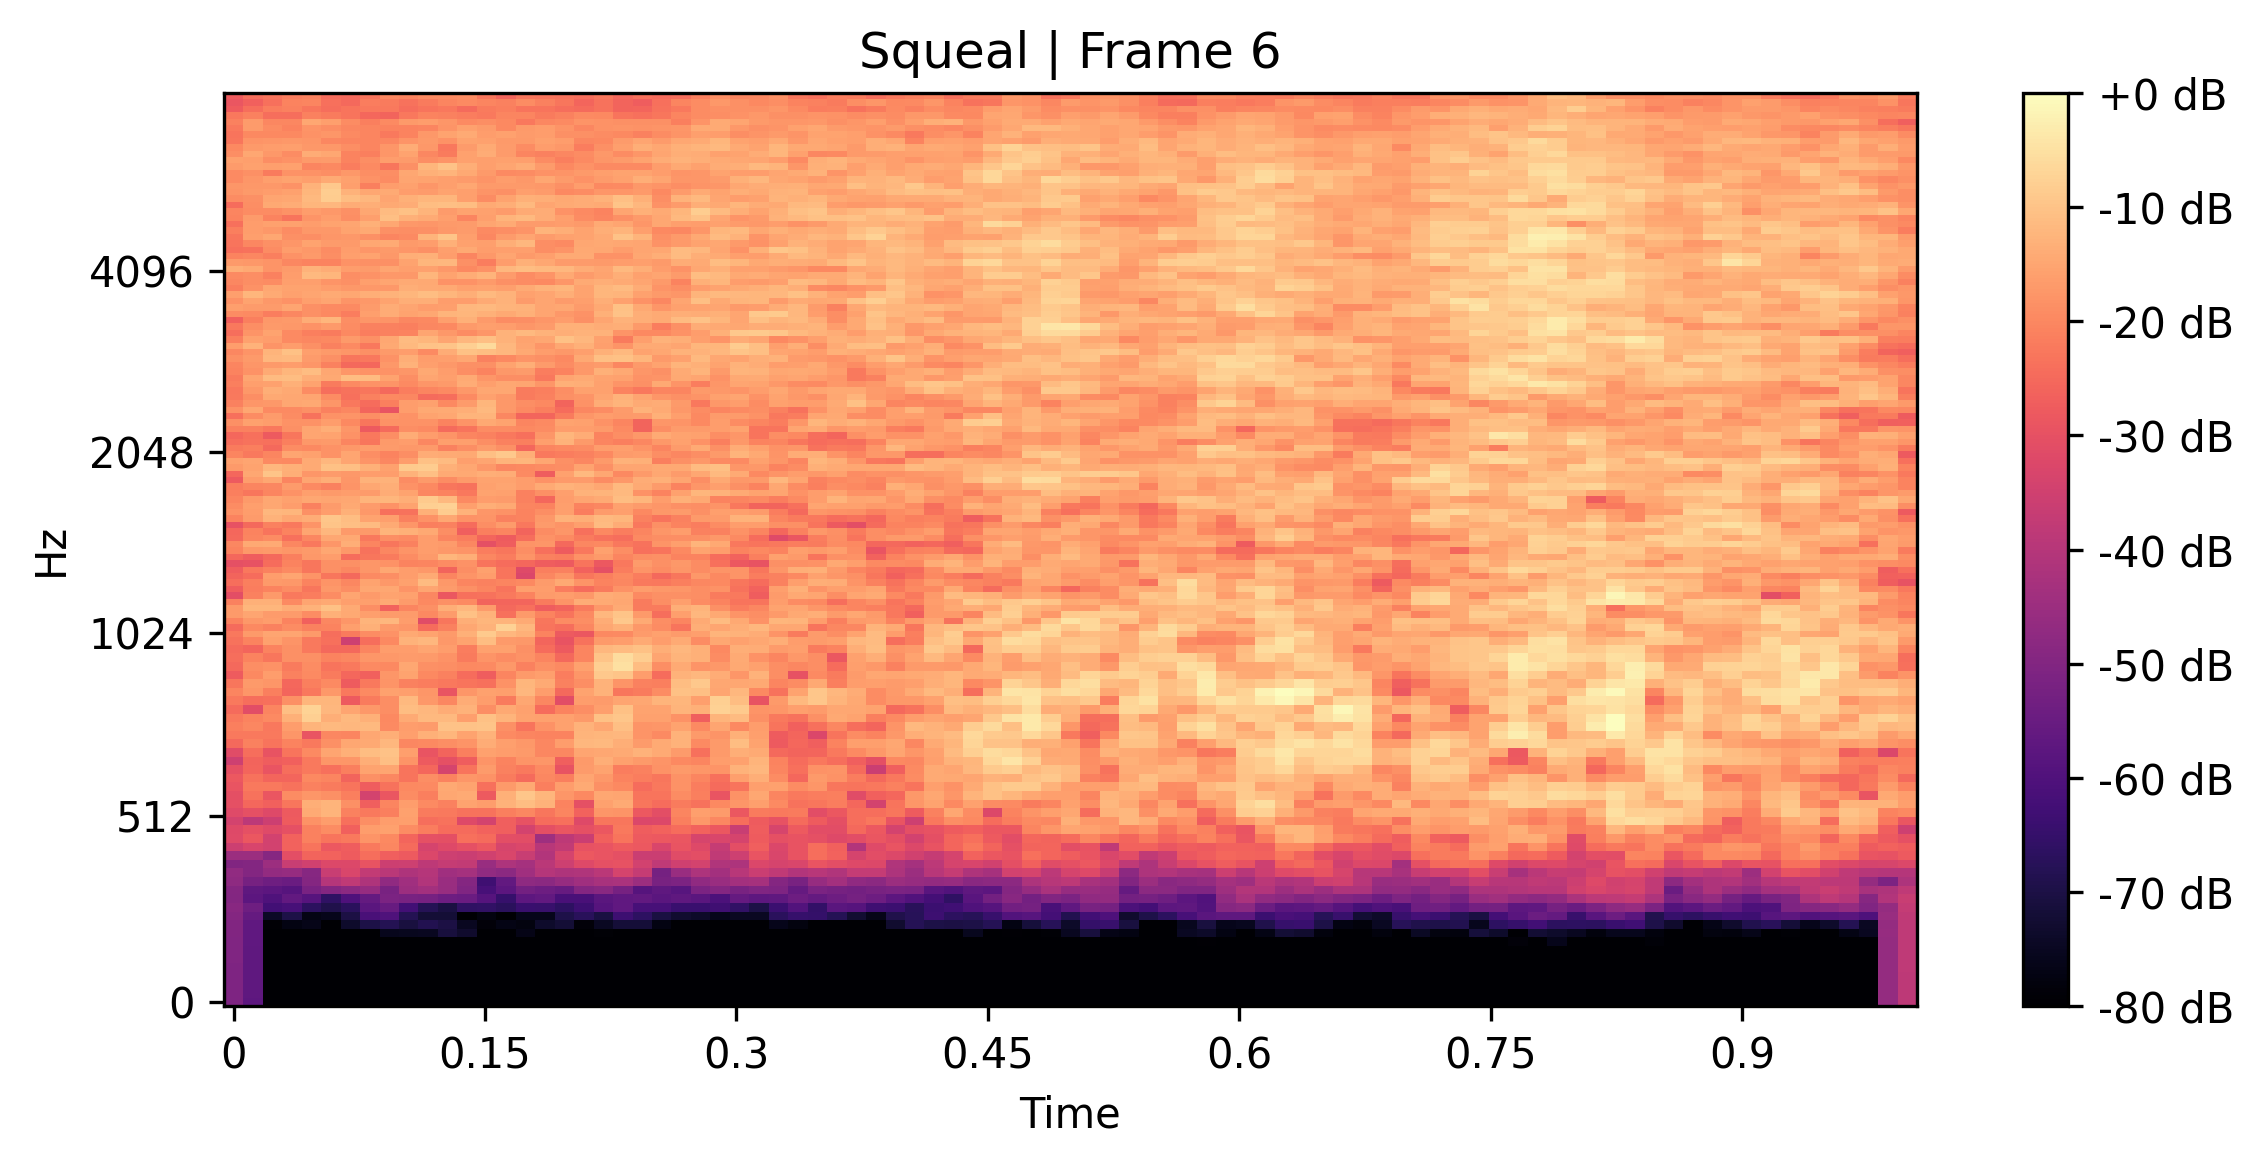 Squeal | Frame 6
+0 dB
-10 dB
-20 dB
-30 dB
-40 dB
-50 dB
-60 dB
-70 dB
-80 dB
Hz
4096
2048
1024
512
0
0 0.15 0.3 0.45 0.6 0.75 0.9
Time